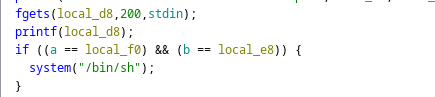 fgets(local_d8,200,stdin);
printf(local_d8);
if ((a == local_f0) && (b == local_e8)) {
system("/bin/sh");
}